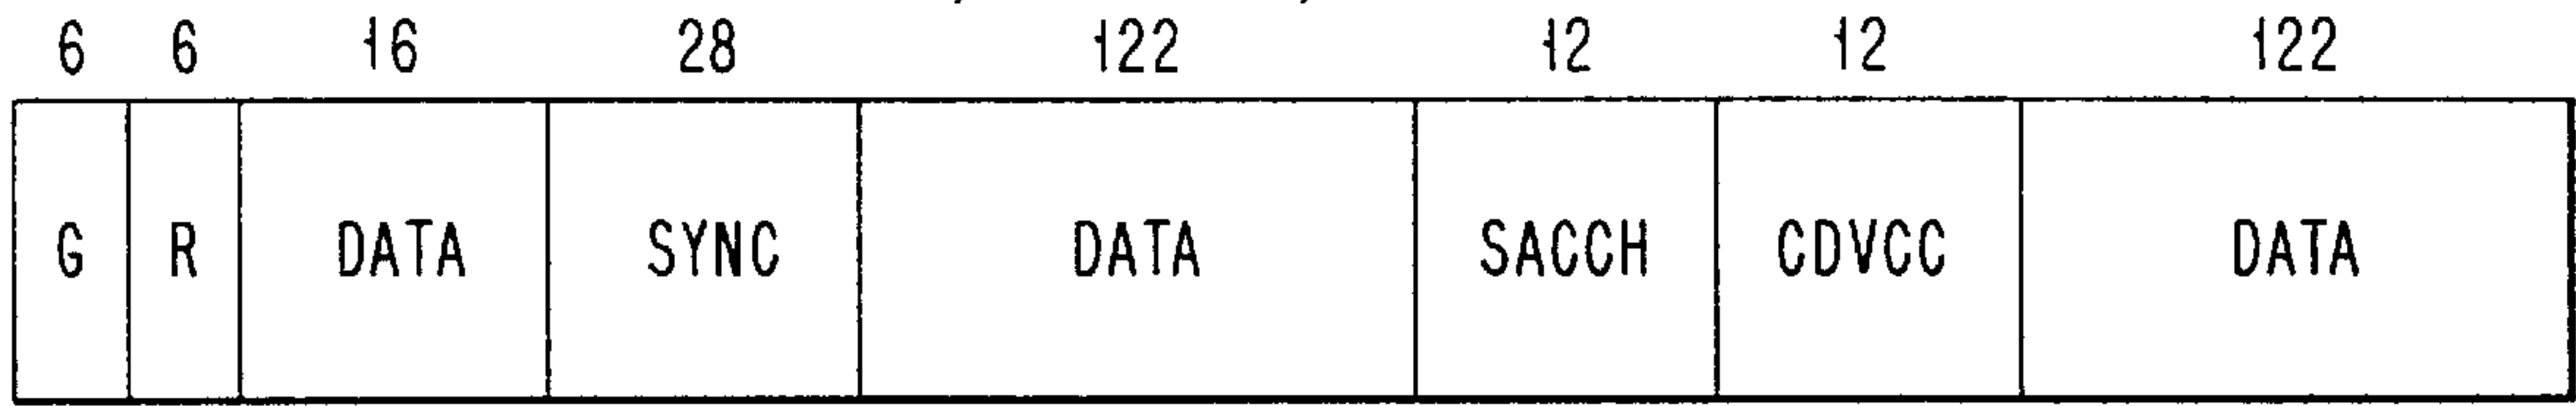 6 6 16 28 122 12 12 122
G R DATA SYNC DATA SACCH CDVCC DATA